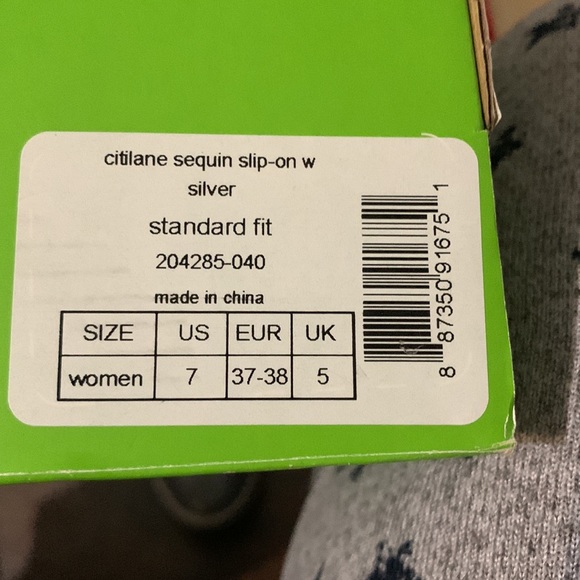 citilane sequin slip-on w
silver
standard fit
204285-040
made in china
SIZE US EUR UK
women 7 37-38 5
8 87350 91675 1